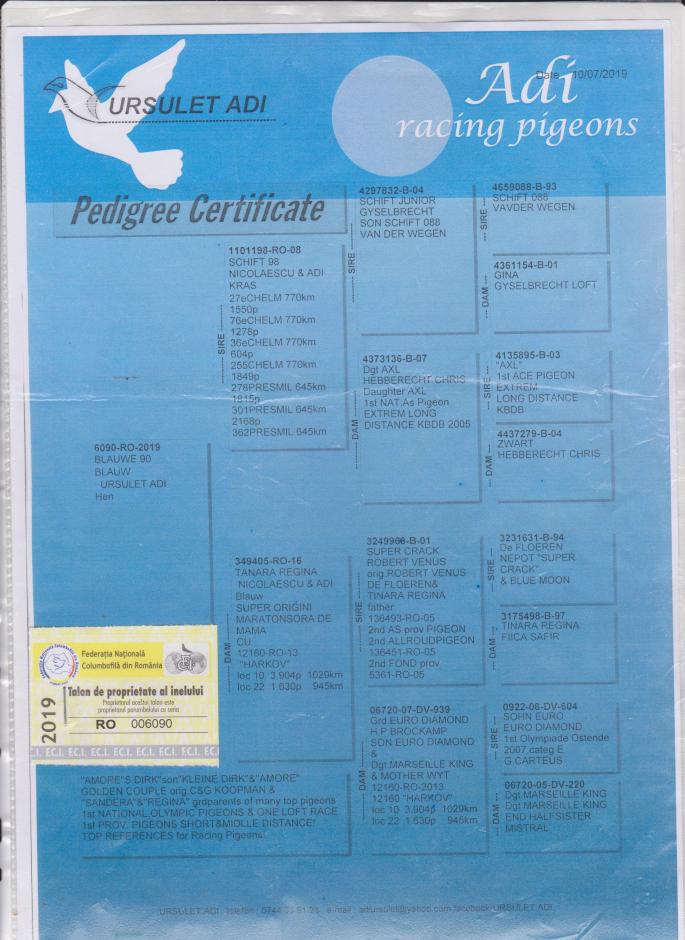 URSULET ADI
Date 10/07/2019
Adi
racing pigeons
Pedigree Certificate
4297832-B-04
SCHIFT JUNIOR
GYSELBRECHT
SON SCHIFT 088
VAN DER WEGEN
4659088-B-93
SCHIFT 088
VAVDER WEGEN
SIRE
SIRE
1101198-RO-08
SCHIFT 98
NICOLAESCU & ADI
KRAS
27eCHELM 770km
1550p
76eCHELM 770km
1278p
36eCHELM 770km
604p
255CHELM 770km
1849p
278PRESMIL 645km
1815p
301PRESMIL 645km
2168p
362PRESMIL 645km
SIRE
4361154-B-01
GINA
GYSELBRECHT LOFT
DAM
4373136-B-07
Dgt AXL
HEBBERECHT CHRIS
Daughter AXL
1st NAT.As Pigeon
EXTREM LONG
DISTANCE KBDB 2005
DAM
4135895-B-03
"AXL"
1st ACE PIGEON
EXTREM
LONG DISTANCE
KBDB
SIRE
4437279-B-04
ZWART
HEBBERECHT CHRIS
DAM
6090-RO-2019
BLAUWE 90
BLAUW
URSULET ADI
Hen
349405-RO-16
TANARA REGINA
NICOLAESCU & ADI
Blauw
SUPER ORIGINI
MARATONSORA DE
MAMA
CU
12160-RO-13
"HARKOV"
loc 10 3.904p 1029km
loc 22 1.630p 945km
DAM
3249966-B-01
SUPER CRACK
ROBERT VENUS
orig.ROBERT VENUS
DE FLOEREN&
TINARA REGINA
father
136493-RO-05
2nd AS prov PIGEON
2nd ALLROUDPIGEON
136451-RO-05
2nd FOND prov
5361-RO-05
SIRE
3231631-B-94
De FLOEREN
NEPOT "SUPER
CRACK"
& BLUE MOON
SIRE
3175498-B-97
TINARA REGINA
FIICA SAFIR
DAM
06720-07-DV-939
Grd.EURO DIAMOND
H.P.BROCKAMP
SON EURO DIAMOND
&
Dgt.MARSEILLE KING
& MOTHER WYT
12160-RO-2013
12160 "HARKOV"
loc 10 3.904p 1029km
loc 22 1.630p 945km
DAM
0922-06-DV-604
SOHN EURO
EURO DIAMOND
1st Olympiade Ostende
2007,categ E
G.CARTEUS
SIRE
06720-05-DV-220
Dgt MARSEILLE KING
Dgt MARSEILLE KING
END HALFSISTER
MISTRAL
DAM
Federația Națională
Columbofilă din România
Talon de proprietate al inelului
Proprietarul acestui talon este
proprietarul porumbelului cu seria
RO 006090
2019
E.C.I. E.C.I. E.C.I. E.C.I. E.C.I. E.C.I.
"AMORE"S DIRK"son"KLEINE DIRK"&"AMORE"
GOLDEN COUPLE orig.C&G KOOPMAN &
"SANDERA"&"REGINA" grdparents of many top pigeons
1st NATIONAL,OLYMPIC PIGEONS & ONE LOFT RACE
1st PROV. PIGEONS SHORT&MIOLLE DISTANCE!
TOP REFERENCES for Racing Pigeons!
URSULET ADI